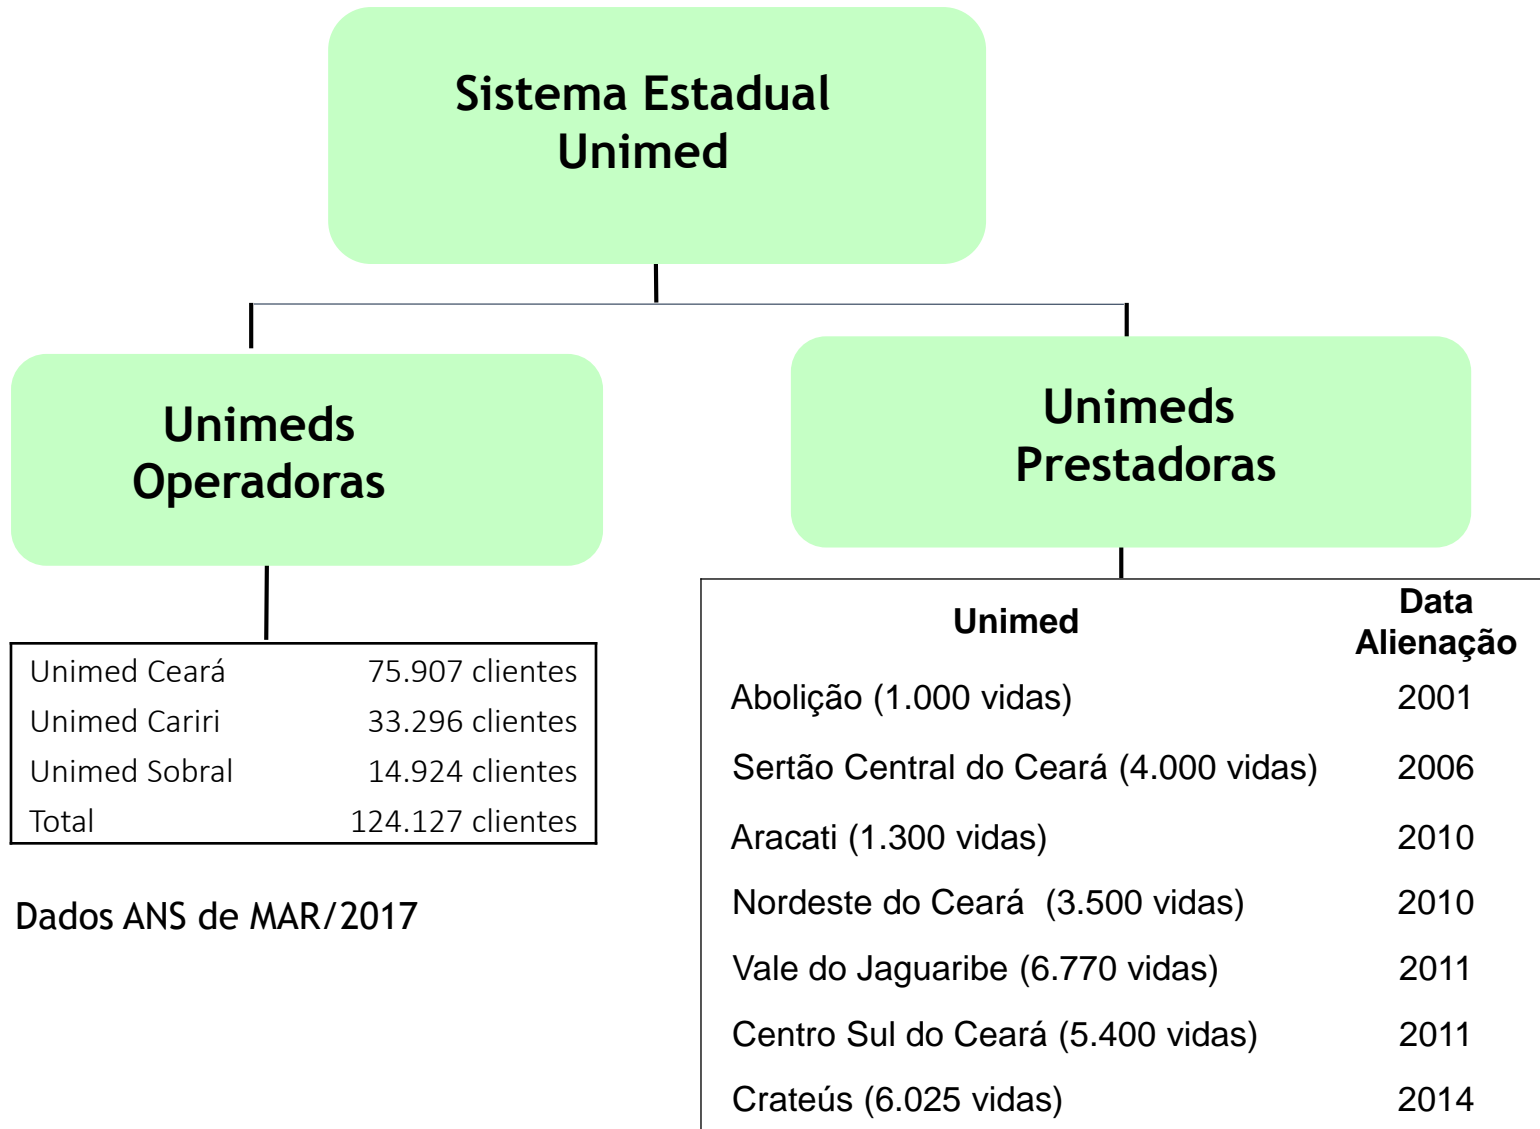 Sistema Estadual
Unimed
Unimeds
Operadoras
Unimeds
Prestadoras
Unimed Ceará 75.907 clientes
Unimed Cariri 33.296 clientes
Unimed Sobral 14.924 clientes
Total 124.127 clientes
Dados ANS de MAR/2017
Unimed Data
Alienação
Abolição (1.000 vidas) 2001
Sertão Central do Ceará (4.000 vidas) 2006
Aracati (1.300 vidas) 2010
Nordeste do Ceará (3.500 vidas) 2010
Vale do Jaguaribe (6.770 vidas) 2011
Centro Sul do Ceará (5.400 vidas) 2011
Crateús (6.025 vidas) 2014